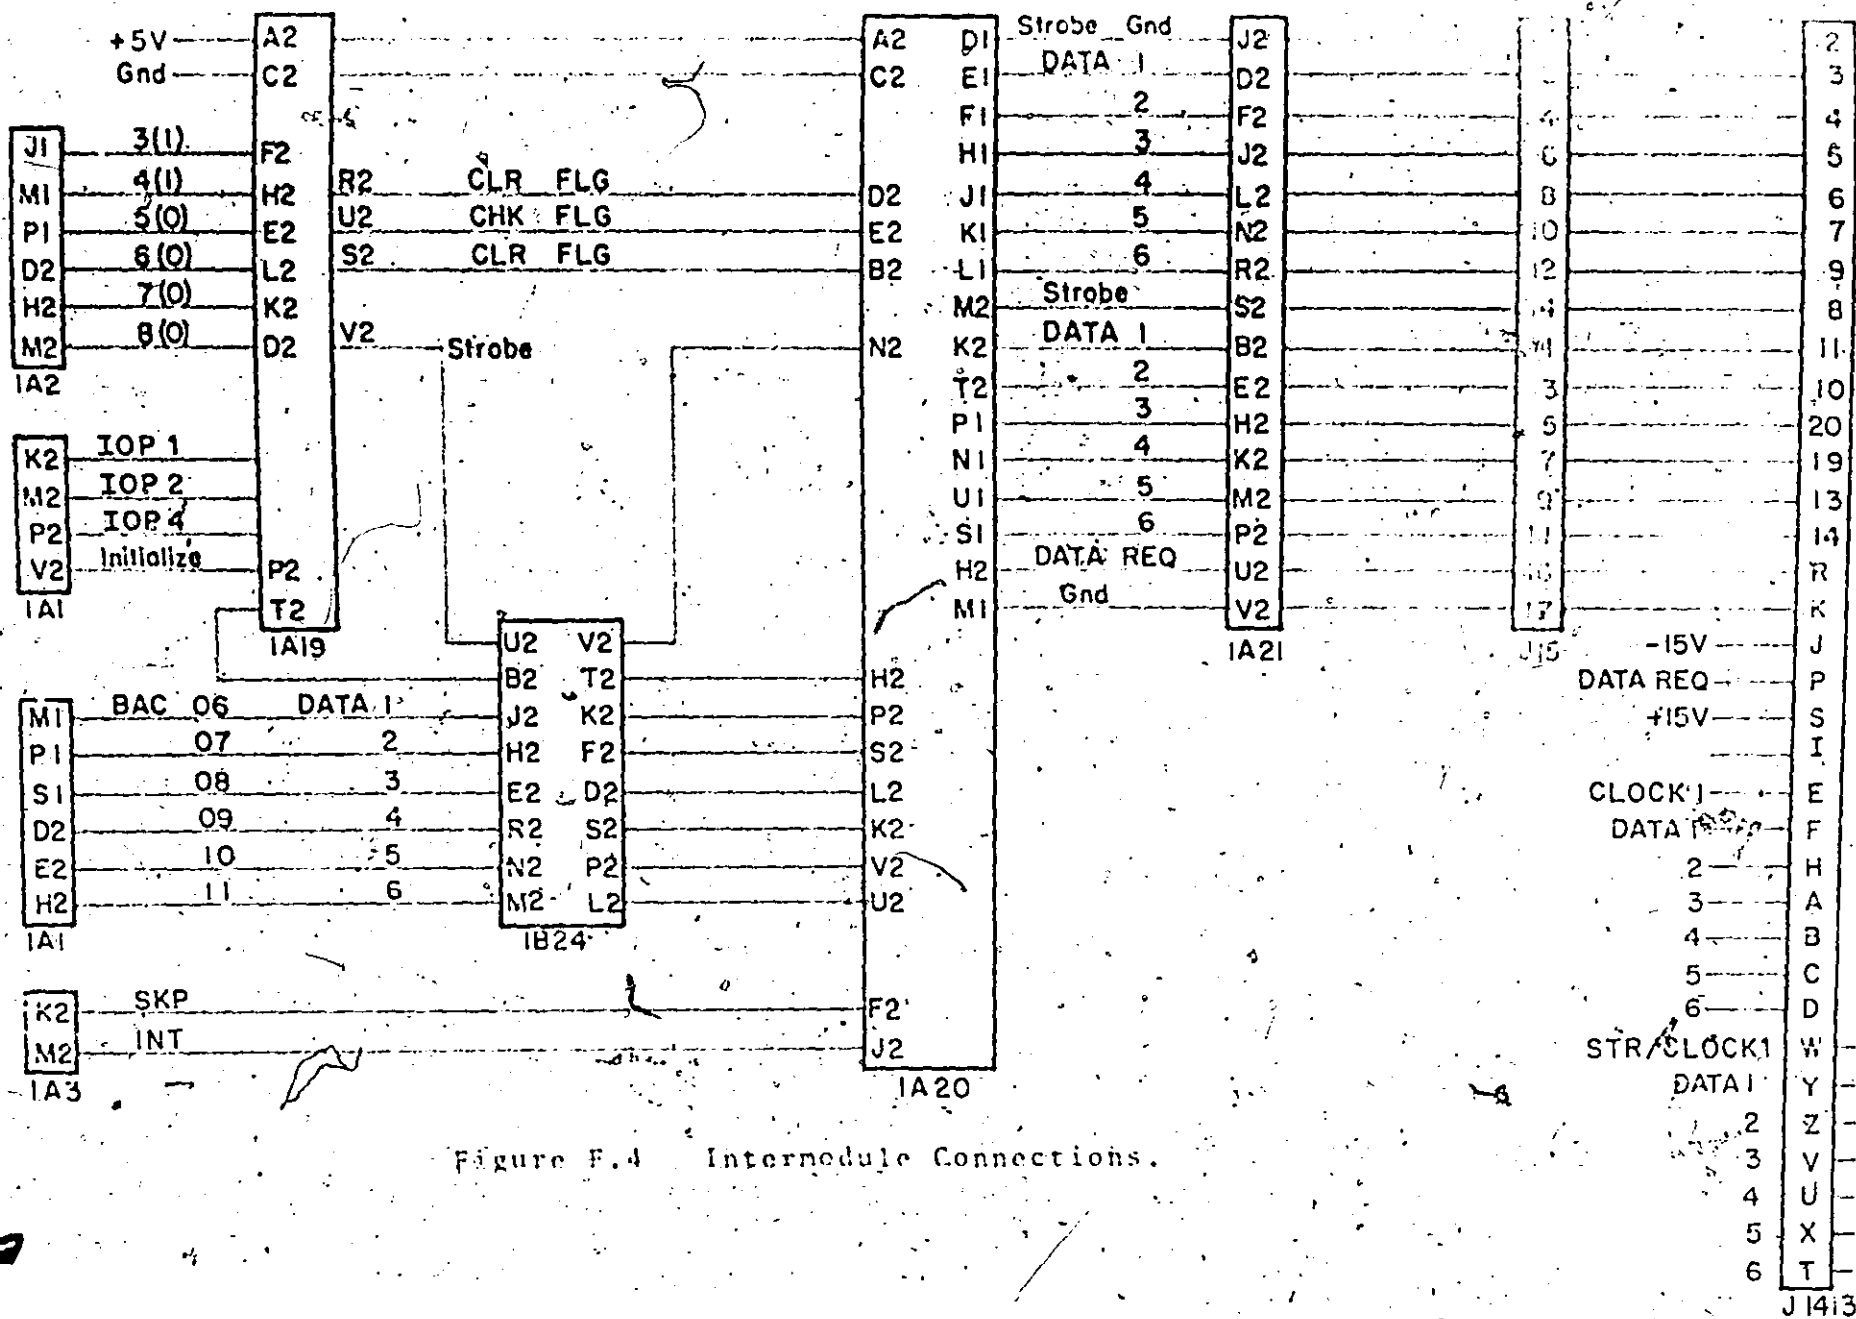 +5V A2 A2 D1 Strobe Gnd J2 2
Gnd C2 C2 E1 DATA 1 D2 3
F1 2 F2 4 4
J1 3(1) F2 H1 3 J2 6 5
M1 4(1) H2 R2 CLR FLG D2 J1 4 L2 8 6
P1 5(0) E2 U2 CHK FLG E2 K1 5 N2 10 7
D2 6(0) L2 S2 CLR FLG B2 L1 6 R2 12 9
H2 7(0) K2 M2 Strobe S2 8
M2 8(0) D2 V2 Strobe N2 K2 DATA 1 B2 11
1A2 T2 2 E2 3 10
P1 3 H2 5 20
K2 IOP 1 N1 4 K2 7 19
M2 IOP 2 U1 5 M2 9 13
P2 IOP 4 S1 6 P2 11 14
V2 Initialize P2 H2 DATA REQ U2 R
1A1 T2 M1 Gnd V2 17 K
1A19 U2 V2 1A21 J15 -15V J
B2 T2 H2 DATA REQ P
M1 BAC 06 DATA 1 J2 K2 P2 +15V S
P1 07 2 H2 F2 S2 I
S1 08 3 E2 D2 L2 CLOCK 1 E
D2 09 4 R2 S2 K2 DATA 1 F
E2 10 5 N2 P2 V2 2 H
H2 11 6 M2 L2 U2 3 A
1A1 1B24 4 B
5 C
K2 SKP F2 6 D
M2 INT J2 STR/CLOCK1 W
1A3 1A20 DATA 1 Y
2 Z
3 V
4 U
5 X
6 T
J1413
Figure F.4 Intermodule Connections.